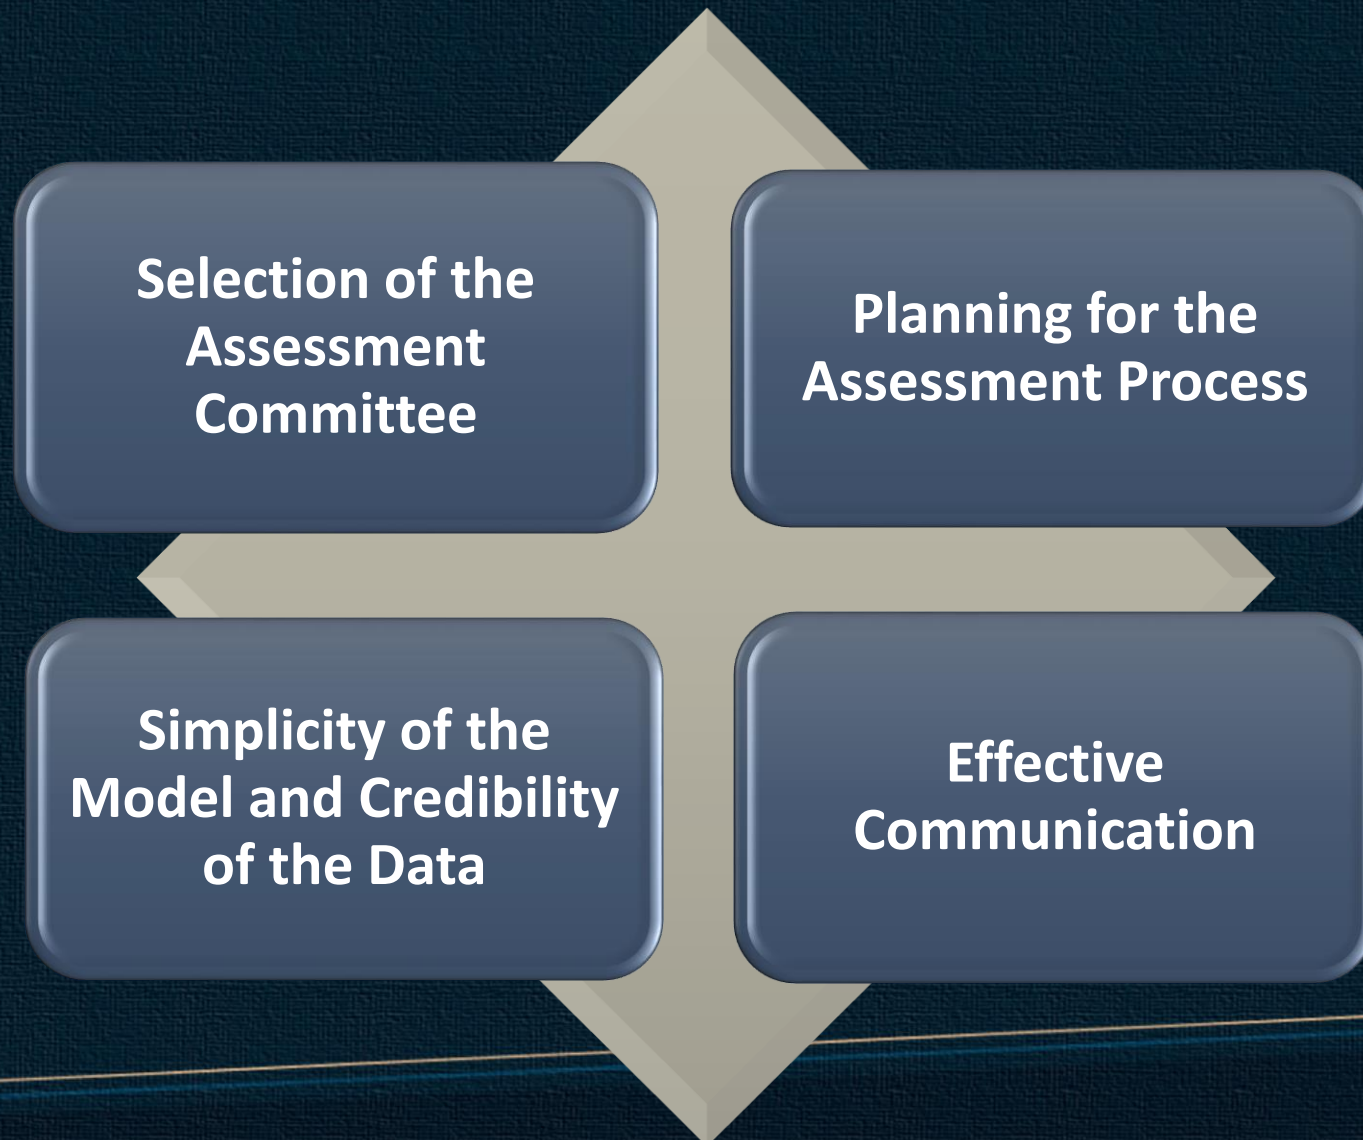 Selection of the
Assessment
Committee
Planning for the
Assessment Process
Simplicity of the
Model and Credibility
of the Data
Effective
Communication